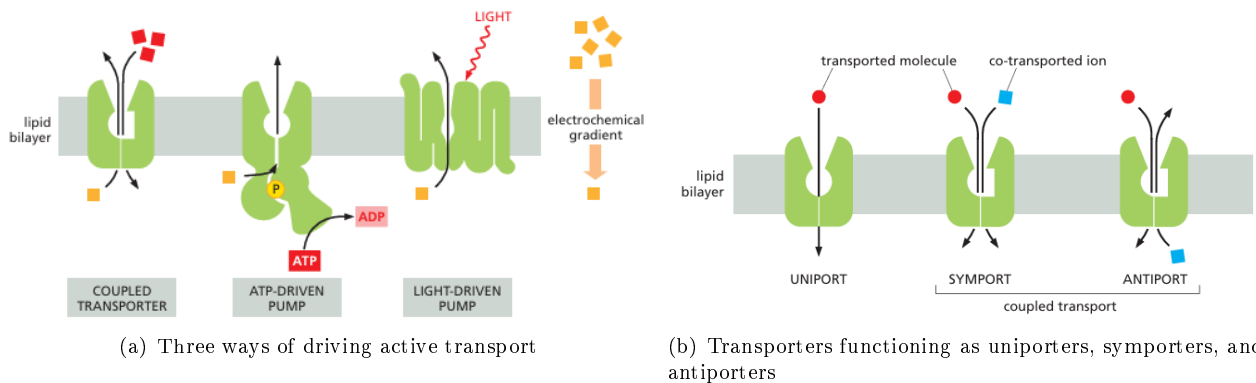 LIGHT
lipid
bilayer
electrochemical
gradient
P
ADP
ATP
COUPLED
TRANSPORTER
ATP-DRIVEN
PUMP
LIGHT-DRIVEN
PUMP
(a) Three ways of driving active transport
transported molecule
co-transported ion
lipid
bilayer
UNIPORT
SYMPORT
ANTIPORT
coupled transport
(b) Transporters functioning as uniporters, symporters, and
antiporters